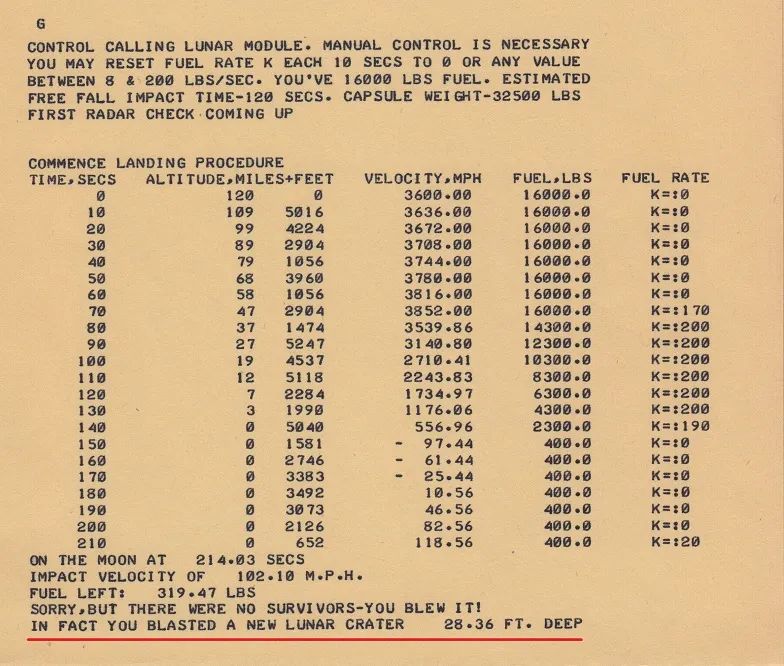 G
CONTROL CALLING LUNAR MODULE. MANUAL CONTROL IS NECESSARY
YOU MAY RESET FUEL RATE K EACH 10 SECS TO 0 OR ANY VALUE
BETWEEN 8 & 200 LBS/SEC. YOU'VE 16000 LBS FUEL. ESTIMATED
FREE FALL IMPACT TIME-120 SECS. CAPSULE WEIGHT-32500 LBS
FIRST RADAR CHECK COMING UP
COMMENCE LANDING PROCEDURE
TIME,SECS ALTITUDE,MILES+FEET VELOCITY,MPH FUEL,LBS FUEL RATE
0 120 0 3600.00 16000.0 K=:0
10 109 5016 3636.00 16000.0 K=:0
20 99 4224 3672.00 16000.0 K=:0
30 89 2904 3708.00 16000.0 K=:0
40 79 1056 3744.00 16000.0 K=:0
50 68 3960 3780.00 16000.0 K=:0
60 58 1056 3816.00 16000.0 K=:0
70 47 2904 3852.00 16000.0 K=:170
80 37 1474 3539.86 14300.0 K=:200
90 27 5247 3140.80 12300.0 K=:200
100 19 4537 2710.41 10300.0 K=:200
110 12 5118 2243.83 8300.0 K=:200
120 7 2284 1734.97 6300.0 K=:200
130 3 1990 1176.06 4300.0 K=:200
140 0 5040 556.96 2300.0 K=:190
150 0 1581 - 97.44 400.0 K=:0
160 0 2746 - 61.44 400.0 K=:0
170 0 3383 - 25.44 400.0 K=:0
180 0 3492 10.56 400.0 K=:0
190 0 3073 46.56 400.0 K=:0
200 0 2126 82.56 400.0 K=:0
210 0 652 118.56 400.0 K=:20
ON THE MOON AT 214.03 SECS
IMPACT VELOCITY OF 102.10 M.P.H.
FUEL LEFT: 319.47 LBS
SORRY,BUT THERE WERE NO SURVIVORS-YOU BLEW IT!
IN FACT YOU BLASTED A NEW LUNAR CRATER 28.36 FT. DEEP